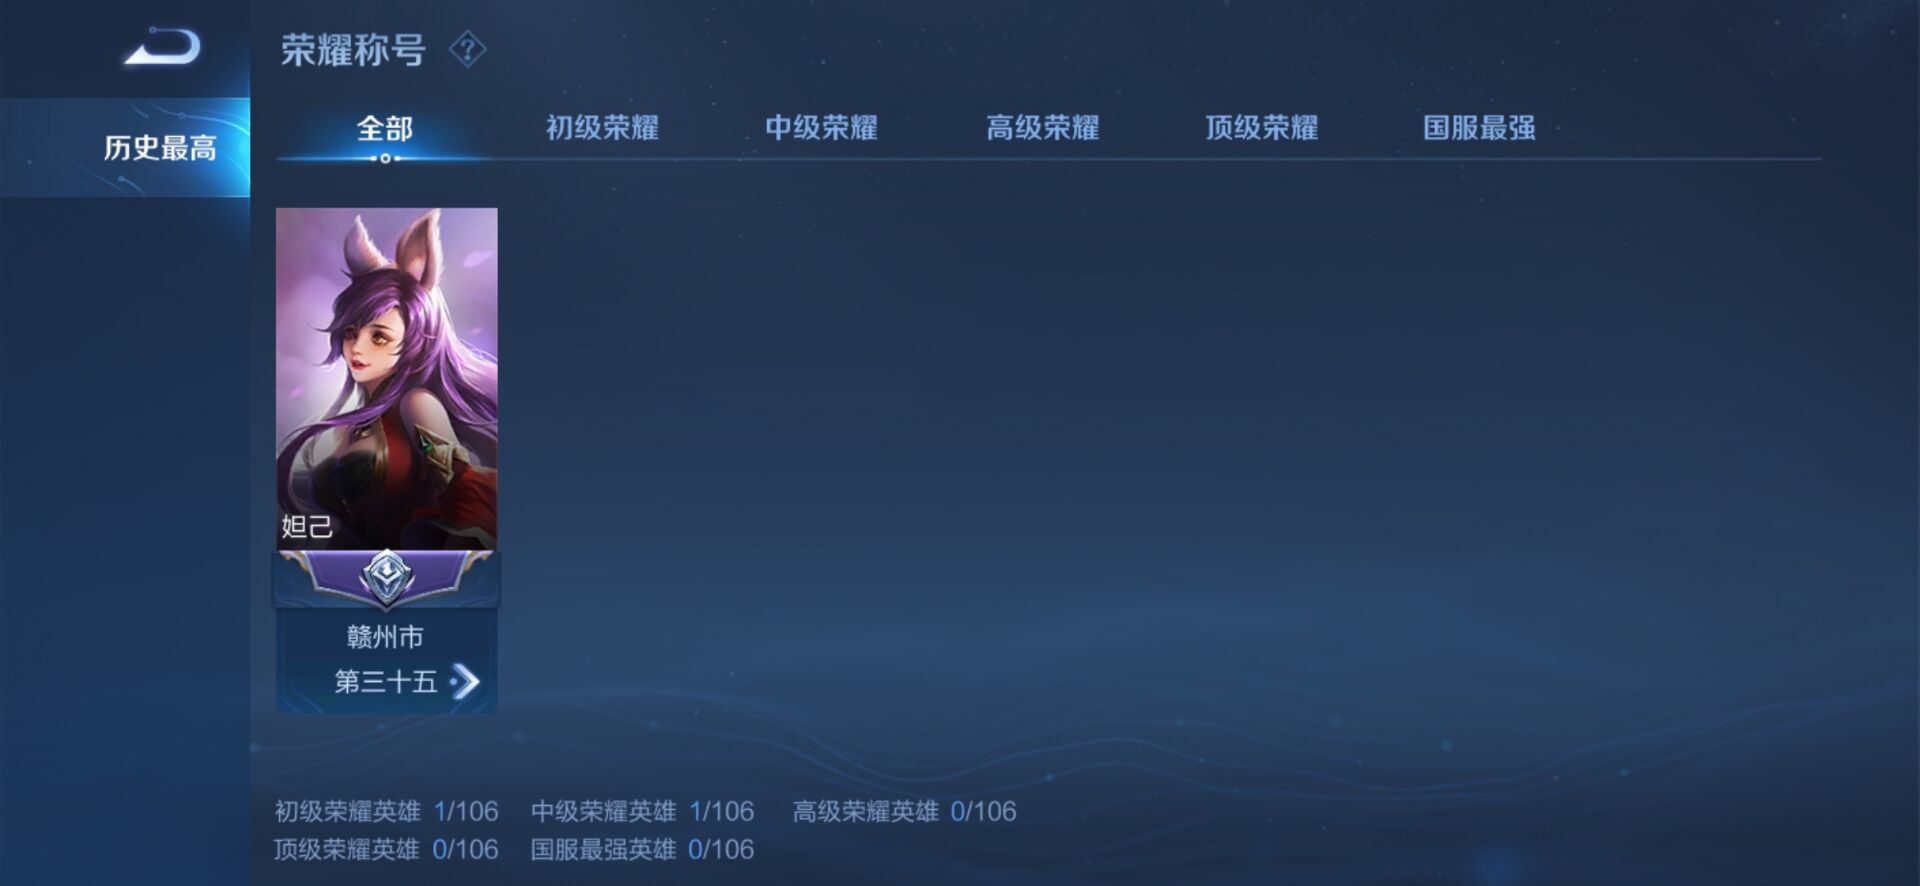 荣耀称号
历史最高
全部 初级荣耀 中级荣耀 高级荣耀 顶级荣耀 国服最强
妲己
赣州市
第三十五
初级荣耀英雄 1/106 中级荣耀英雄 1/106 高级荣耀英雄 0/106
顶级荣耀英雄 0/106 国服最强英雄 0/106